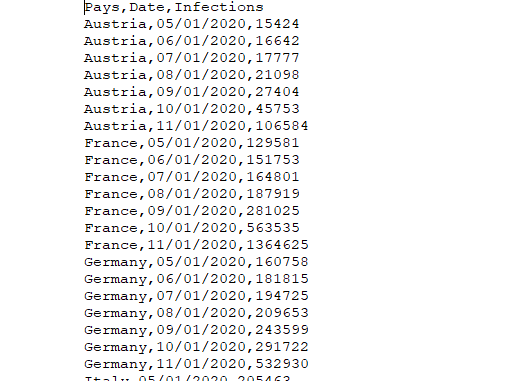 Pays,Date,Infections
Austria,05/01/2020,15424
Austria,06/01/2020,16642
Austria,07/01/2020,17777
Austria,08/01/2020,21098
Austria,09/01/2020,27404
Austria,10/01/2020,45753
Austria,11/01/2020,106584
France,05/01/2020,129581
France,06/01/2020,151753
France,07/01/2020,164801
France,08/01/2020,187919
France,09/01/2020,281025
France,10/01/2020,563535
France,11/01/2020,1364625
Germany,05/01/2020,160758
Germany,06/01/2020,181815
Germany,07/01/2020,194725
Germany,08/01/2020,209653
Germany,09/01/2020,243599
Germany,10/01/2020,291722
Germany,11/01/2020,532930
Italy,05/01/2020,205463